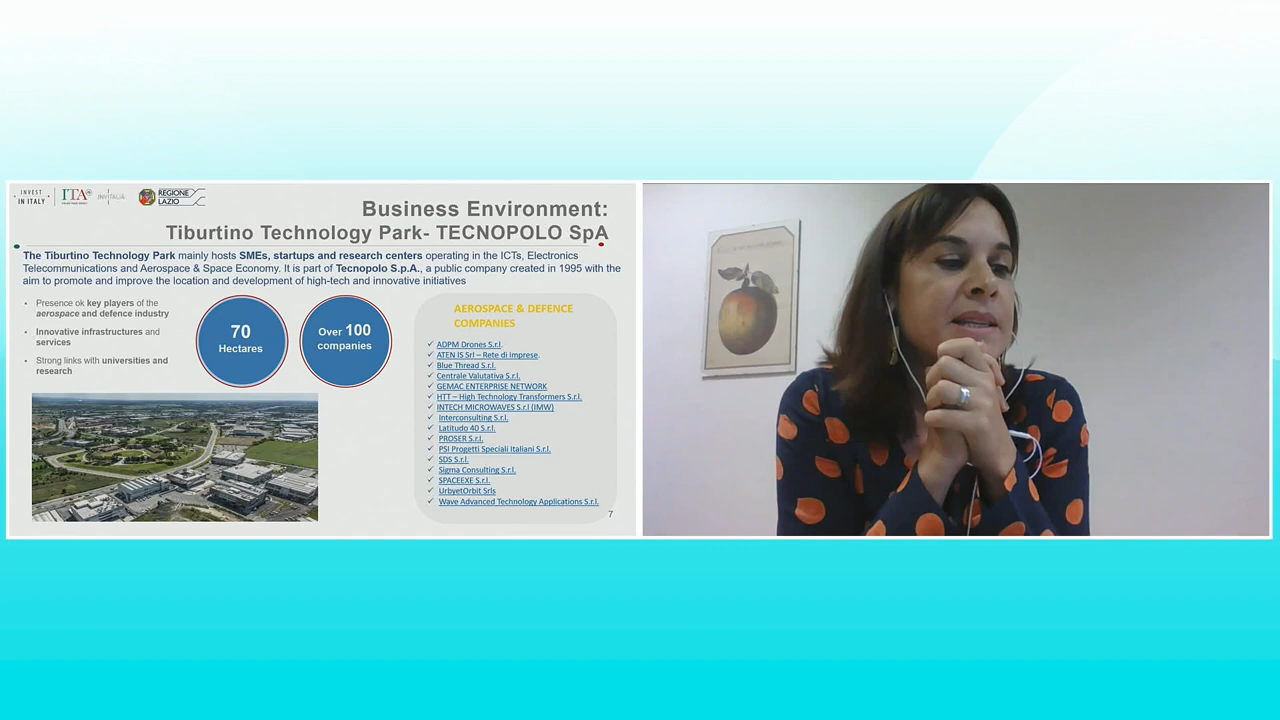 INVEST
IN ITALY
ITA
INVITALIA
REGIONE
LAZIO
Business Environment:
Tiburtino Technology Park- TECNOPOLO SpA
The Tiburtino Technology Park mainly hosts SMEs, startups and research centers operating in the ICTs, Electronics
Telecommunications and Aerospace & Space Economy. It is part of Tecnopolo S.p.A., a public company created in 1995 with the
aim to promote and improve the location and development of high-tech and innovative initiatives
• Presence ok key players of the
aerospace and defence industry
• Innovative infrastructures and
services
• Strong links with universities and
research
70
Hectares
Over 100
companies
AEROSPACE & DEFENCE
COMPANIES
✓ ADPM Drones S.r.l.
✓ ATEN IS Srl – Rete di imprese.
✓ Blue Thread S.r.l.
✓ Centrale Valutativa S.r.l.
✓ GEMAC ENTERPRISE NETWORK
✓ HTT – High Technology Transformers S.r.l.
✓ INTECH MICROWAVES S.r.l (IMW)
✓ Interconsulting S.r.l.
✓ Latitudo 40 S.r.l.
✓ PROSER S.r.l.
✓ PSI Progetti Speciali Italiani S.r.l.
✓ SDS S.r.l.
✓ Sigma Consulting S.r.l.
✓ SPACEEXE S.r.l.
✓ UrbyetOrbit Srls
✓ Wave Advanced Technology Applications S.r.l.
7